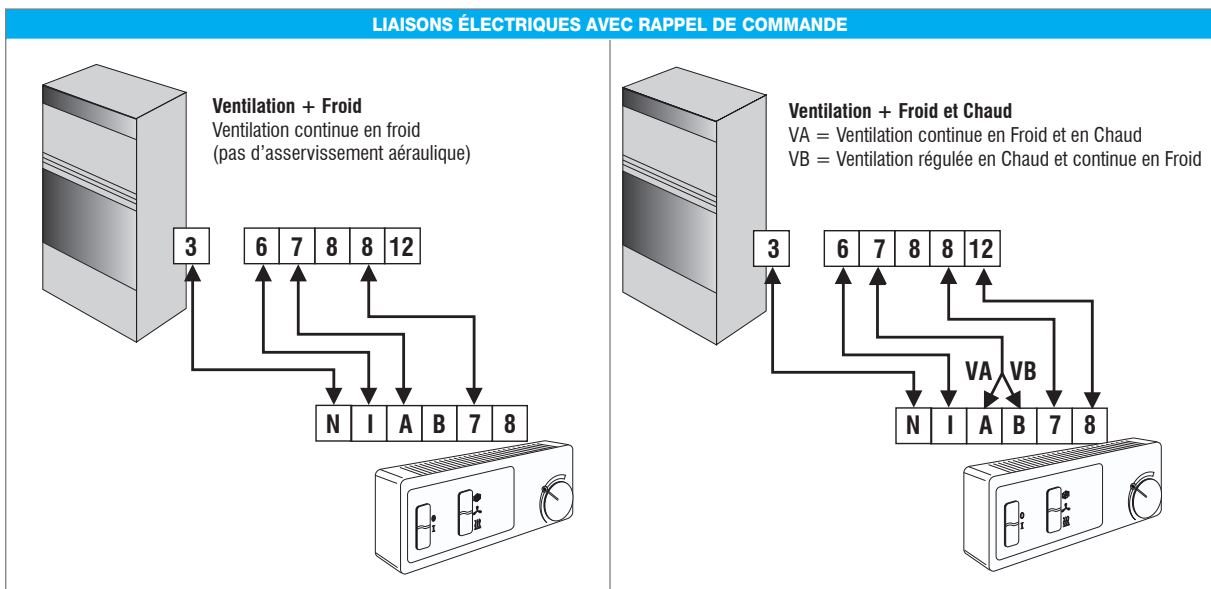 LIAISONS ÉLECTRIQUES AVEC RAPPEL DE COMMANDE
Ventilation + Froid
Ventilation continue en froid
(pas d'asservissement aéraulique)
3 6 7 8 8 12
N I A B 7 8
O
I
Ventilation + Froid et Chaud
VA = Ventilation continue en Froid et en Chaud
VB = Ventilation régulée en Chaud et continue en Froid
3 6 7 8 8 12
VA VB
N I A B 7 8
O
I